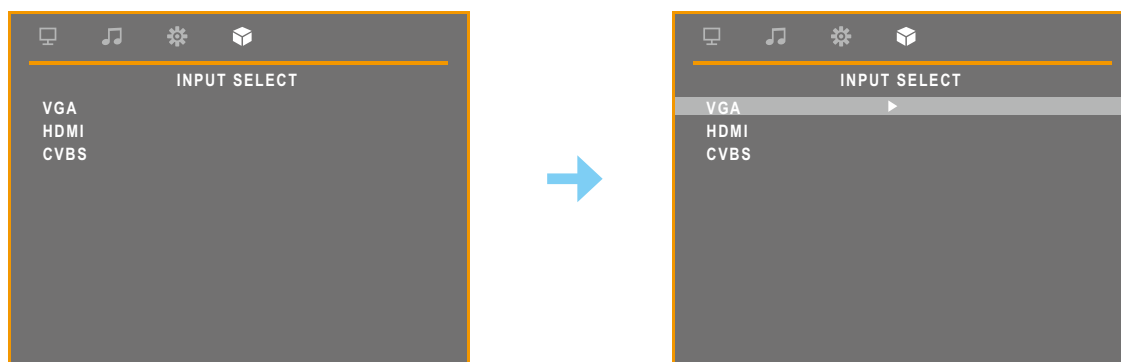 INPUT SELECT
VGA
HDMI
CVBS
INPUT SELECT
VGA
HDMI
CVBS